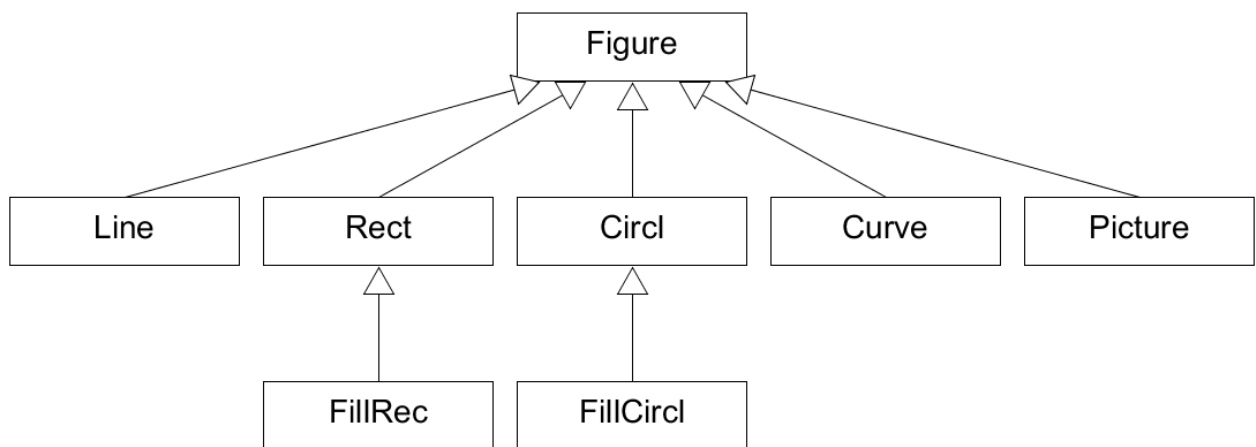 Figure
Line
Rect
Circl
Curve
Picture
FillRec
FillCircl